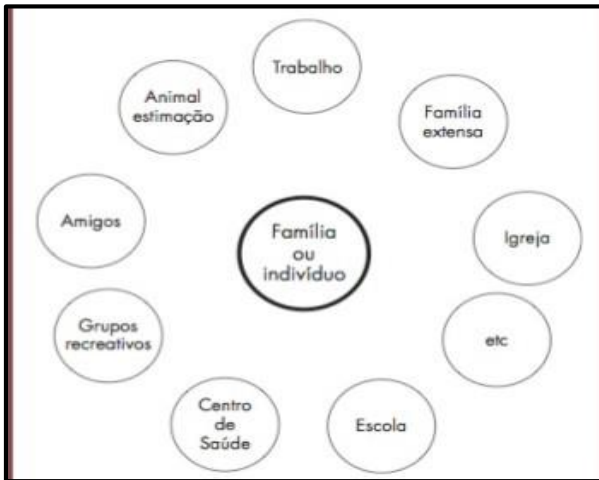 Trabalho
Animal
estimação
Família
extensa
Amigos
Família
ou
indivíduo
Igreja
Grupos
recreativos
etc
Centro
de
Saúde
Escola